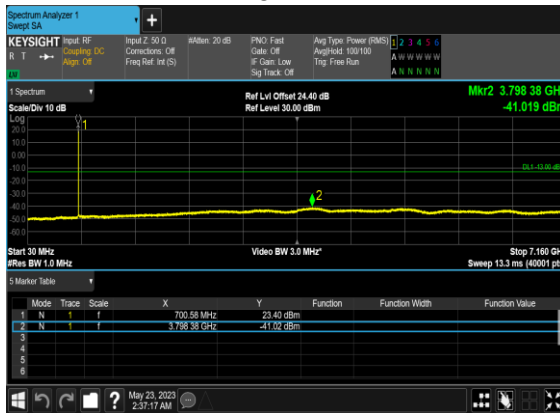 Spectrum Analyzer 1
Swept SA
KEYSIGHT Input: RF Input Z: 50 Ω #Atten: 20 dB PNO: Fast Avg Type: Power (RMS) 1 2 3 4 5 6
R T Coupling: DC Corrections: Off Gate: Off Avg|Hold: 100/100 A W W W W W
Align: Off Freq Ref: Int (S) IF Gain: Low Trig: Free Run
LXI Sig Track: Off A N N N N N
1 Spectrum Ref Lvl Offset 24.40 dB Mkr2 3.798 38 GH
Scale/Div 10 dB Ref Level 30.00 dBm -41.019 dBr
Log
20.0 1
10.0
0.00
-10.0 DL1 -13.00 dB
-20.0
-30.0 2
-40.0
-50.0
-60.0
Start 30 MHz Video BW 3.0 MHz* Stop 7.160 GH
#Res BW 1.0 MHz Sweep 13.3 ms (40001 pt
5 Marker Table
Mode Trace Scale X Y Function Function Width Function Value
1 N 1 f 700.58 MHz 23.40 dBm
2 N 1 f 3.798 38 GHz -41.02 dBm
3
4
5
6
? May 23, 2023
2:37:17 AM